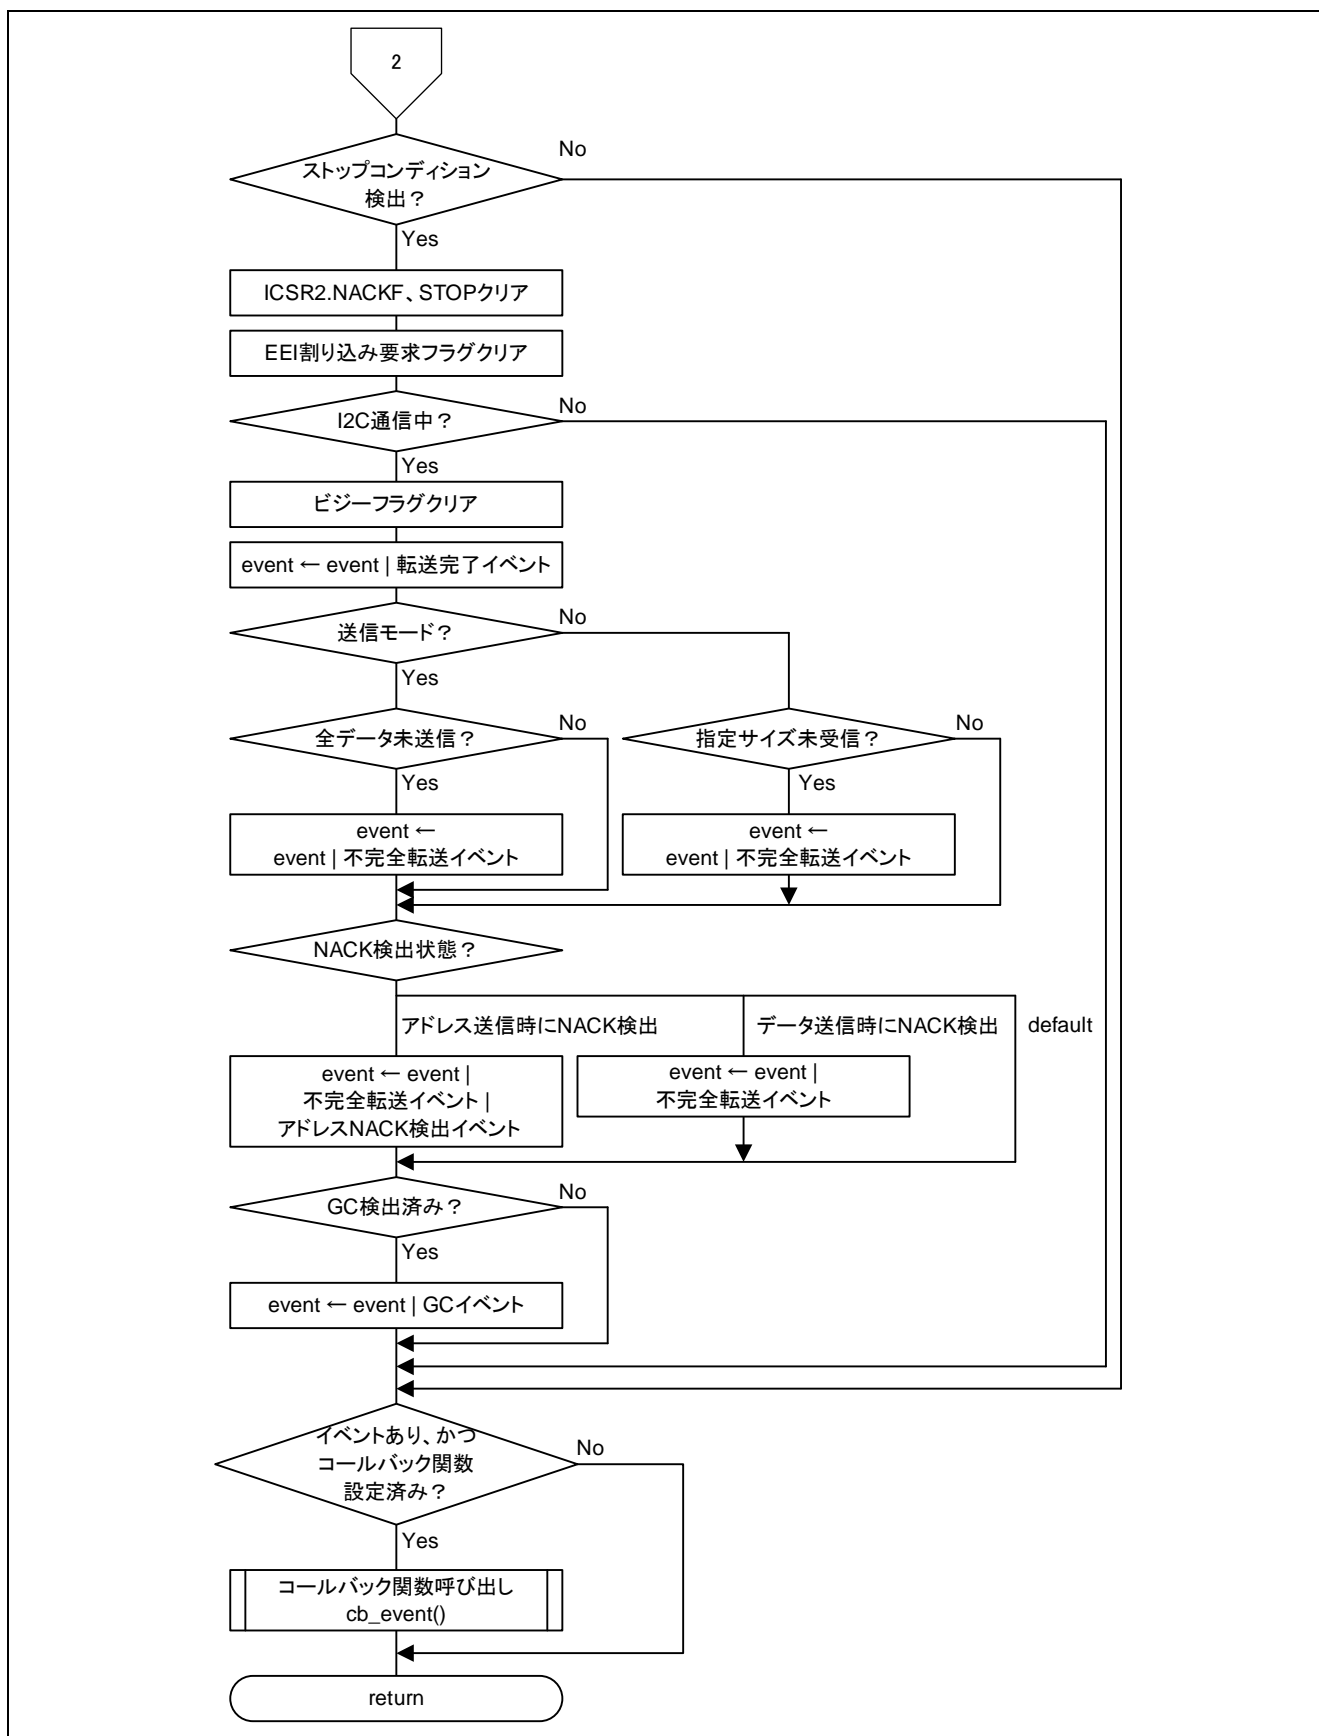 2
ストップコンディション
検出？
No
Yes
ICSR2.NACKF、STOPクリア
EEI割り込み要求フラグクリア
I2C通信中？
No
Yes
ビジーフラグクリア
event ← event | 転送完了イベント
送信モード？
No
Yes
全データ未送信？
No
Yes
指定サイズ未受信？
No
Yes
event ←
event | 不完全転送イベント
event ←
event | 不完全転送イベント
NACK検出状態？
アドレス送信時にNACK検出
データ送信時にNACK検出
default
event ← event |
不完全転送イベント |
アドレスNACK検出イベント
event ← event |
不完全転送イベント
GC検出済み？
No
Yes
event ← event | GCイベント
イベントあり、かつ
コールバック関数
設定済み？
No
Yes
コールバック関数呼び出し
cb_event()
return